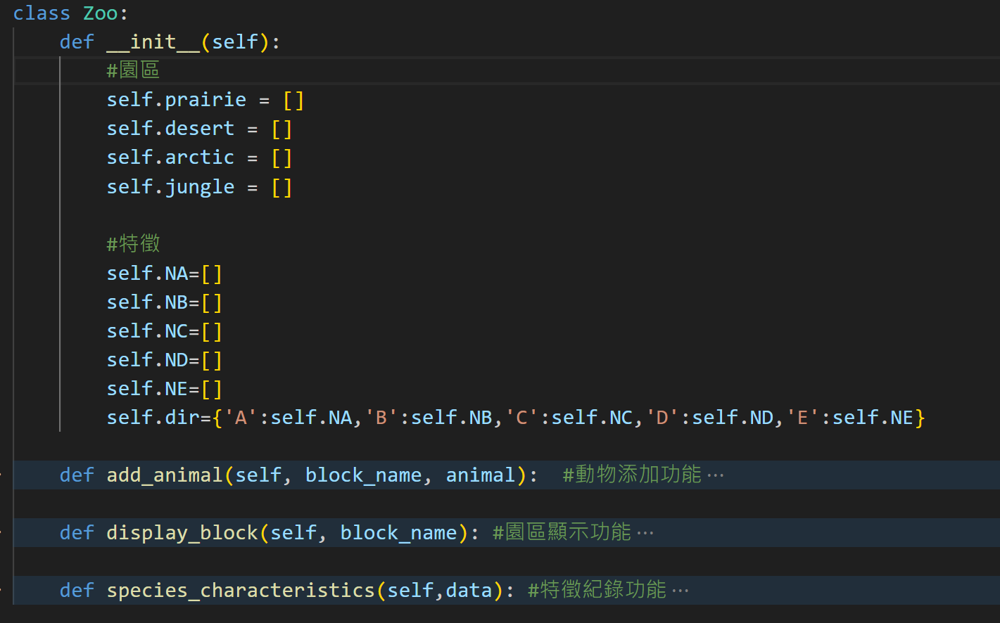 class Zoo:
    def __init__(self):
        #園區
        self.prairie = []
        self.desert = []
        self.arctic = []
        self.jungle = []

        #特徵
        self.NA=[]
        self.NB=[]
        self.NC=[]
        self.ND=[]
        self.NE=[]
        self.dir={'A':self.NA,'B':self.NB,'C':self.NC,'D':self.ND,'E':self.NE}

    def add_animal(self, block_name, animal):  #動物添加功能…

    def display_block(self, block_name): #園區顯示功能…

    def species_characteristics(self,data): #特徵紀錄功能…